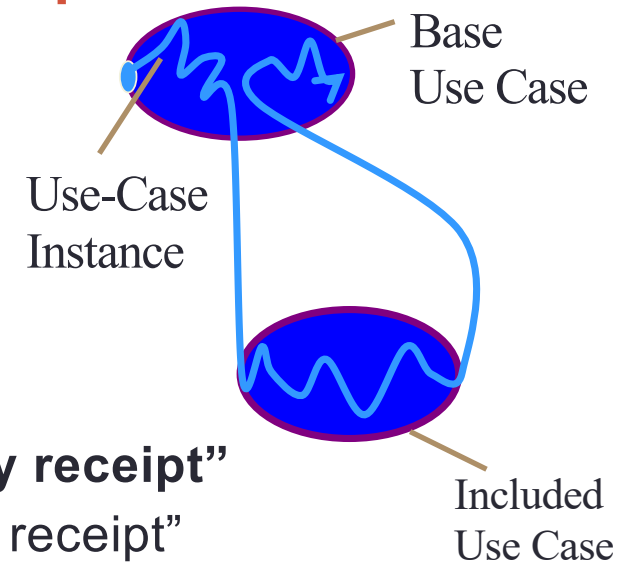 Base
Use Case
Use-Case
Instance
y receipt”
receipt”
Included
Use Case